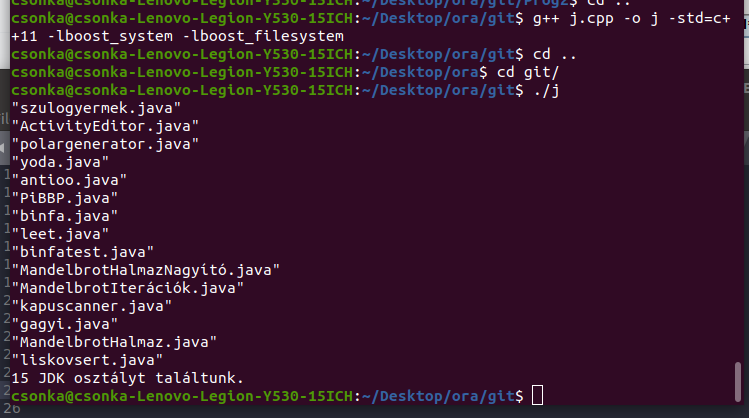 csonka@csonka-Lenovo-Legion-Y530-15ICH:~/Desktop/ora/git/Prog2$ cd ..
csonka@csonka-Lenovo-Legion-Y530-15ICH:~/Desktop/ora/git$ g++ j.cpp -o j -std=c+
+11 -lboost_system -lboost_filesystem
csonka@csonka-Lenovo-Legion-Y530-15ICH:~/Desktop/ora/git$ cd ..
csonka@csonka-Lenovo-Legion-Y530-15ICH:~/Desktop/ora$ cd git/
csonka@csonka-Lenovo-Legion-Y530-15ICH:~/Desktop/ora/git$ ./j
"szulogyermek.java"
"ActivityEditor.java"
"polargenerator.java"
"yoda.java"
"antioo.java"
"PiBBP.java"
"binfa.java"
"leet.java"
"binfatest.java"
"MandelbrotHalmazNagyító.java"
"MandelbrotIterációk.java"
"kapuscanner.java"
"gagyi.java"
"MandelbrotHalmaz.java"
"liskovsert.java"
15 JDK osztályt találtunk.
csonka@csonka-Lenovo-Legion-Y530-15ICH:~/Desktop/ora/git$
26